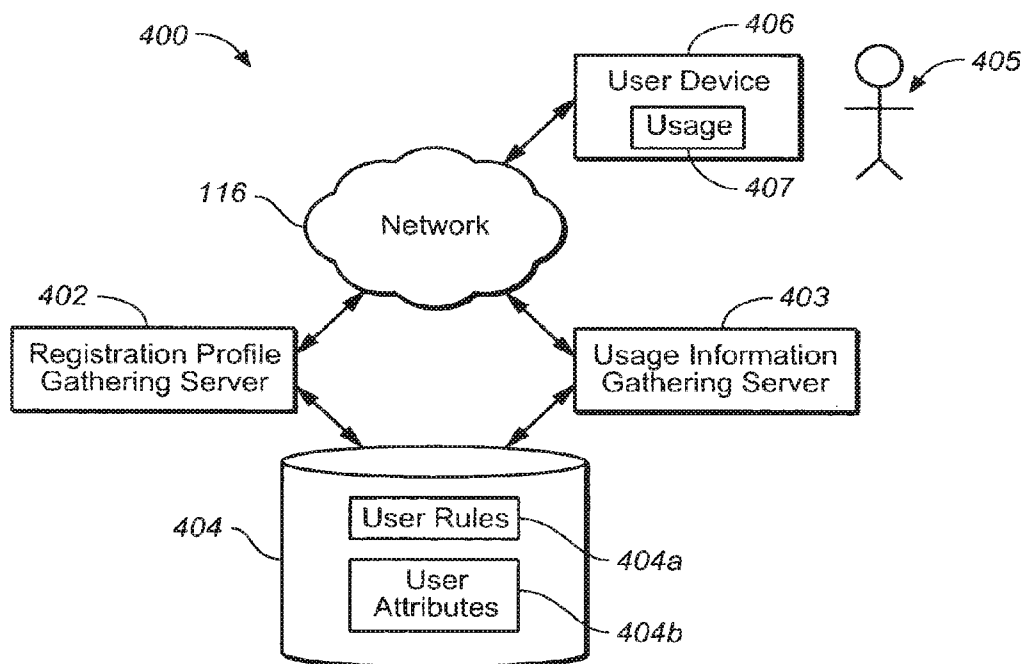 400
406
User Device
405
Usage
407
116
Network
402
403
Registration Profile
Gathering Server
Usage Information
Gathering Server
404
User Rules
404a
User
Attributes
404b